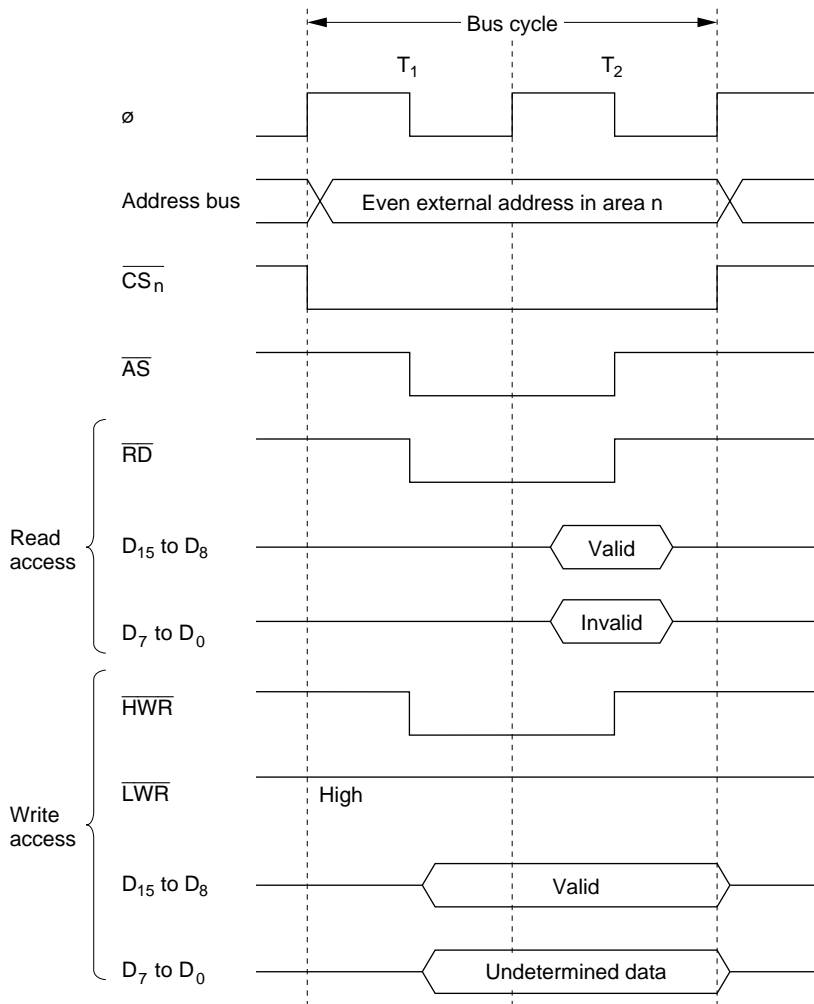 Bus cycle
T1 T2
ø
Address bus Even external address in area n
CSn
AS
RD
Read access
D15 to D8 Valid
D7 to D0 Invalid
HWR
LWR High
Write access
D15 to D8 Valid
D7 to D0 Undetermined data